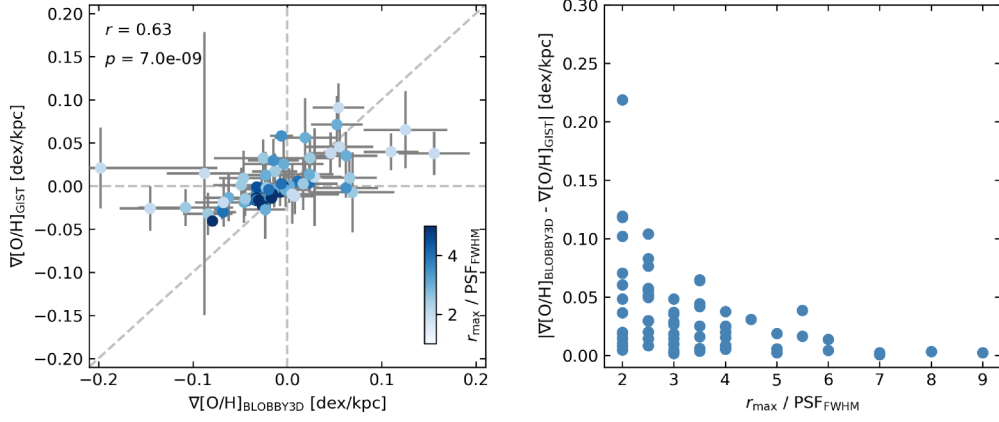 r = 0.63
p = 7.0e-09
0.20
0.15
0.10
0.05
0.00
−0.05
−0.10
−0.15
−0.20
∇[O/H]GIST [dex/kpc]
−0.2
−0.1
0.0
0.1
0.2
∇[O/H]BLOBBY3D [dex/kpc]
4
2
rmax / PSFFWHM
0.30
0.25
0.20
0.15
0.10
0.05
0.00
|∇[O/H]BLOBBY3D - ∇[O/H]GIST| [dex/kpc]
2 3 4 5 6 7 8 9
rmax / PSFFWHM